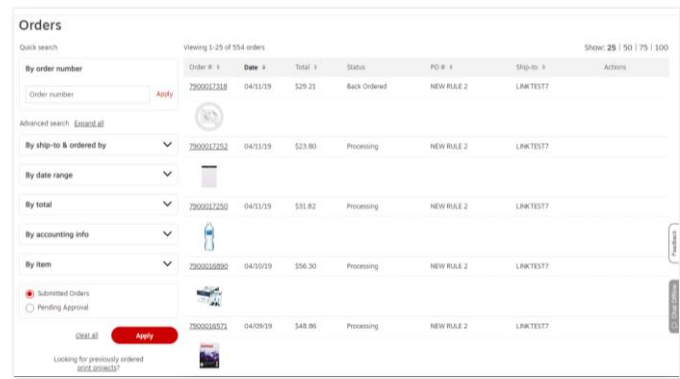 Orders
Quick search
Viewing 1-25 of 554 orders
Show: 25 | 50 | 75 | 100
By order number
Order number
Apply
Advanced search Expand all
By ship-to & ordered by
By date range
By total
By accounting info
By item
Submitted Orders
Pending Approval
clear all
Apply
Looking for previously ordered
print projects?
Order # Date Total Status PO # Ship-to Actions
7900017318 04/11/19 $29.21 Back Ordered NEW RULE 2 LINKTEST7
7900017252 04/11/19 $23.80 Processing NEW RULE 2 LINKTEST7
7900017250 04/11/19 $31.82 Processing NEW RULE 2 LINKTEST7
7900016890 04/10/19 $56.30 Processing NEW RULE 2 LINKTEST7
7900016571 04/09/19 $48.86 Processing NEW RULE 2 LINKTEST7
Feedback
Chat Offline